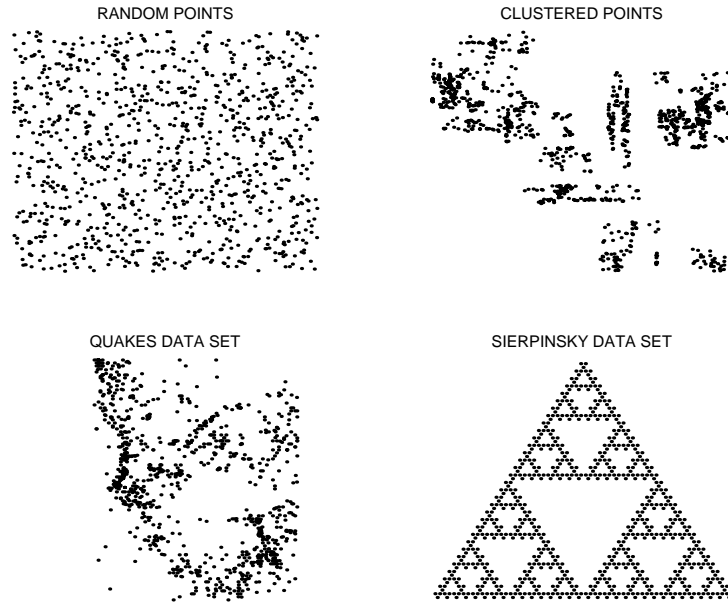 RANDOM POINTS
CLUSTERED POINTS
QUAKES DATA SET
SIERPINSKY DATA SET